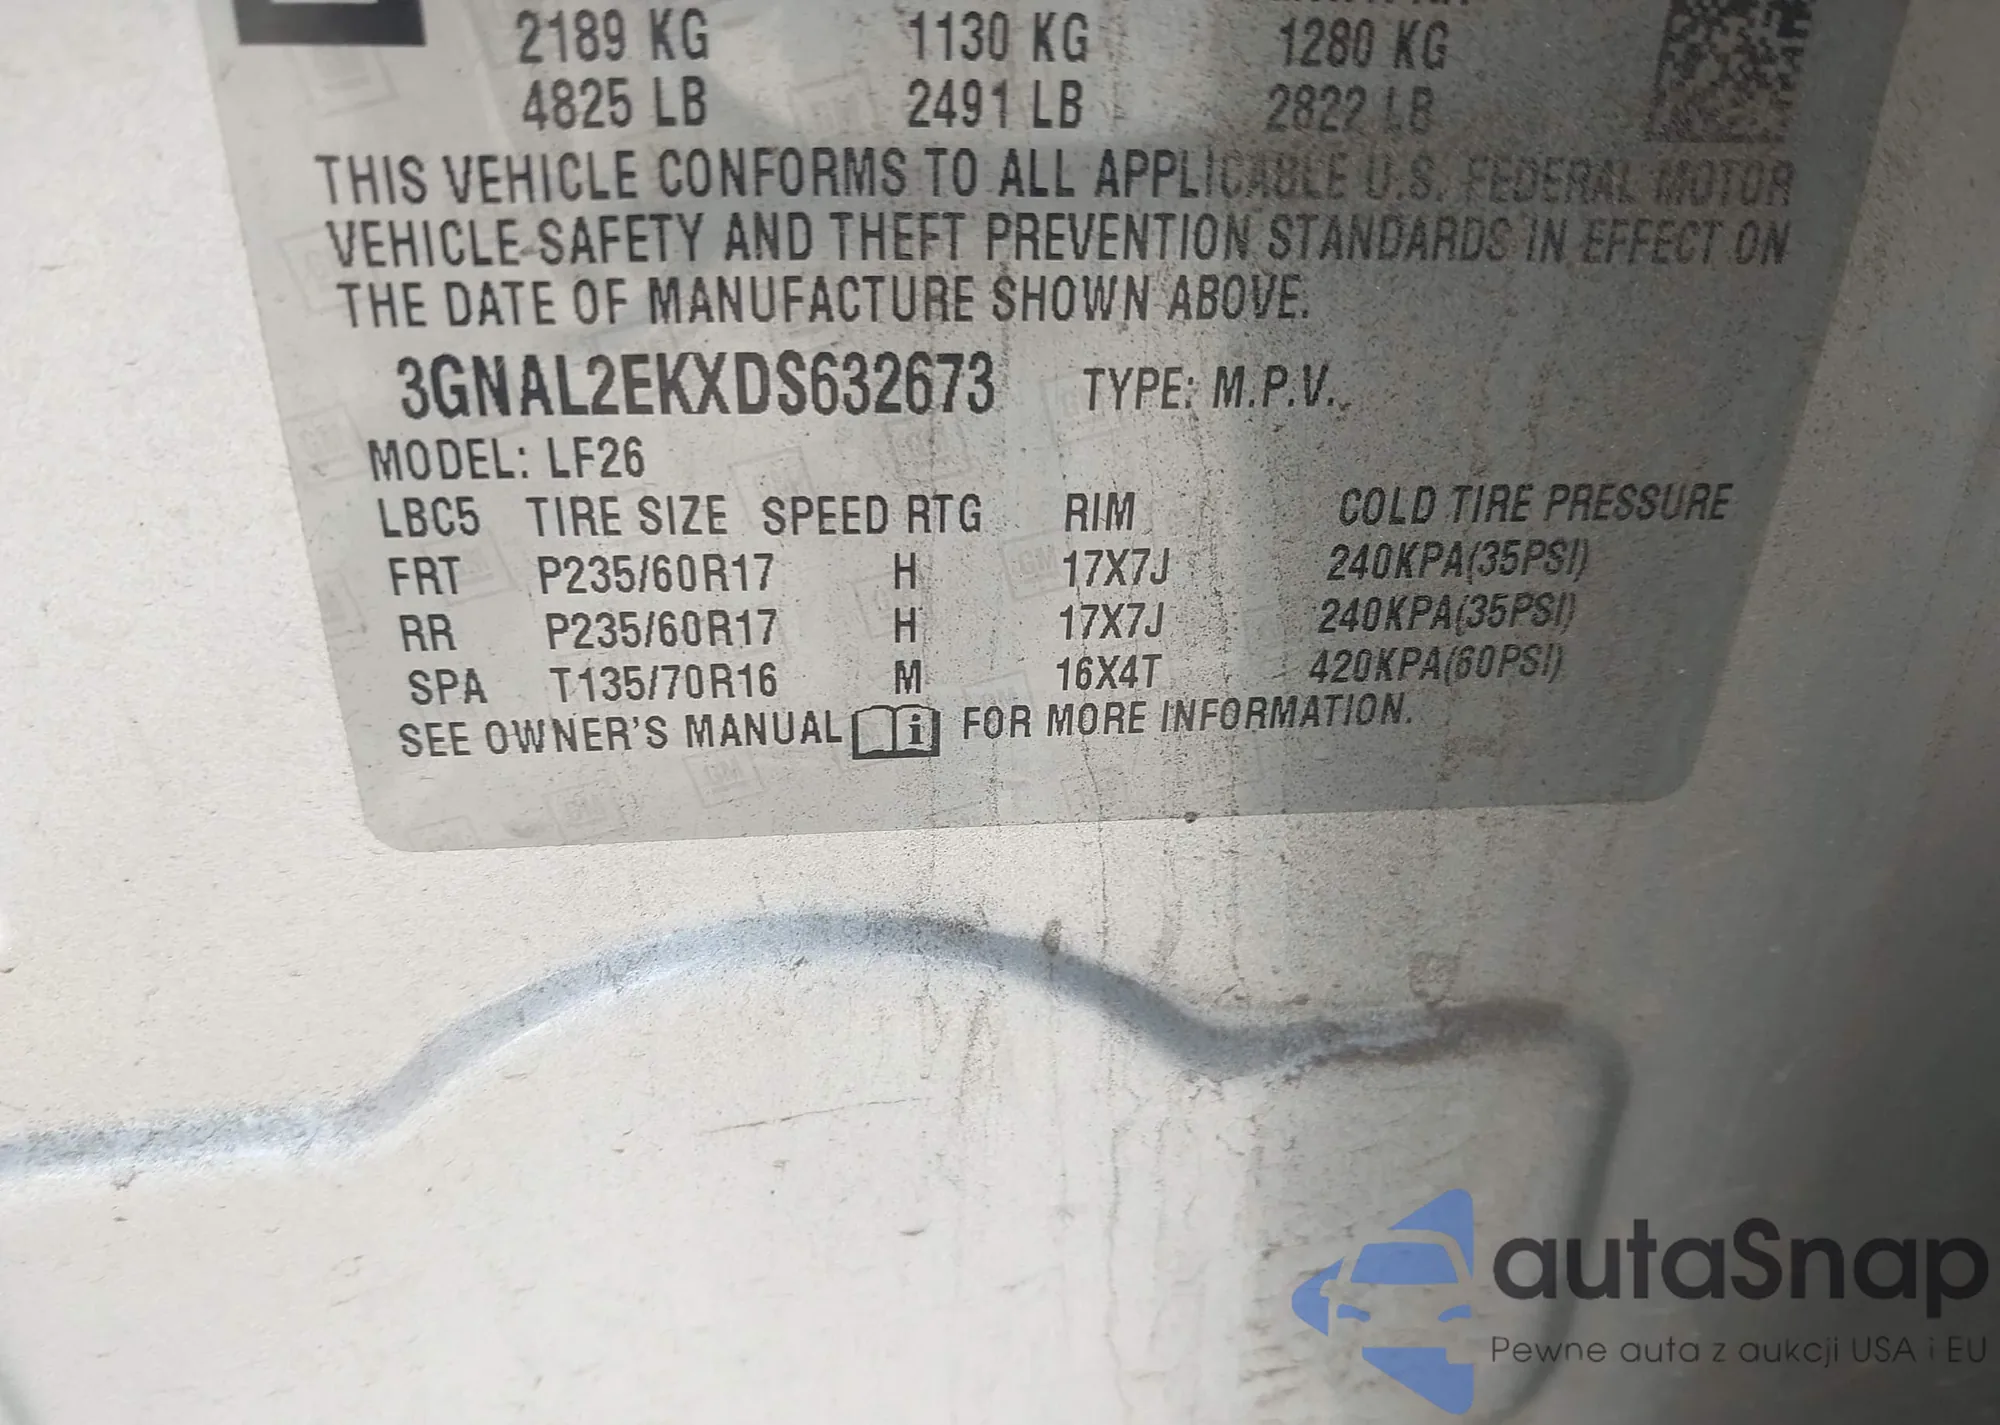 2189 KG 1130 KG 1280 KG
4825 LB 2491 LB 2822 LB
THIS VEHICLE CONFORMS TO ALL APPLICABLE U.S. FEDERAL MOTOR
VEHICLE SAFETY AND THEFT PREVENTION STANDARDS IN EFFECT ON
THE DATE OF MANUFACTURE SHOWN ABOVE.
3GNAL2EKXDS632673 TYPE: M.P.V.
MODEL: LF26
LBC5 TIRE SIZE SPEED RTG RIM COLD TIRE PRESSURE
FRT P235/60R17 H 17X7J 240KPA(35PSI)
RR P235/60R17 H 17X7J 240KPA(35PSI)
SPA T135/70R16 M 16X4T 420KPA(60PSI)
SEE OWNER'S MANUAL i FOR MORE INFORMATION.
autaSnap
Pewne auta z aukcji USA i EU